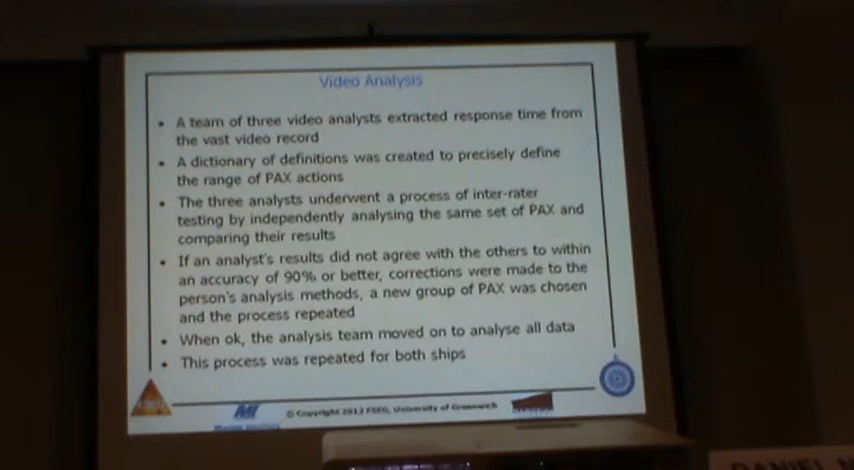 Video Analysis
• A team of three video analysts extracted response time from
the vast video record
• A dictionary of definitions was created to precisely define
the range of PAX actions
• The three analysts underwent a process of inter-rater
testing by independently analysing the same set of PAX and
comparing their results
• If an analyst's results did not agree with the others to within
an accuracy of 90% or better, corrections were made to the
person's analysis methods, a new group of PAX was chosen
and the process repeated
• When ok, the analysis team moved on to analyse all data
• This process was repeated for both ships
© Copyright 2012 FSEG, University of Greenwich
DANIEL